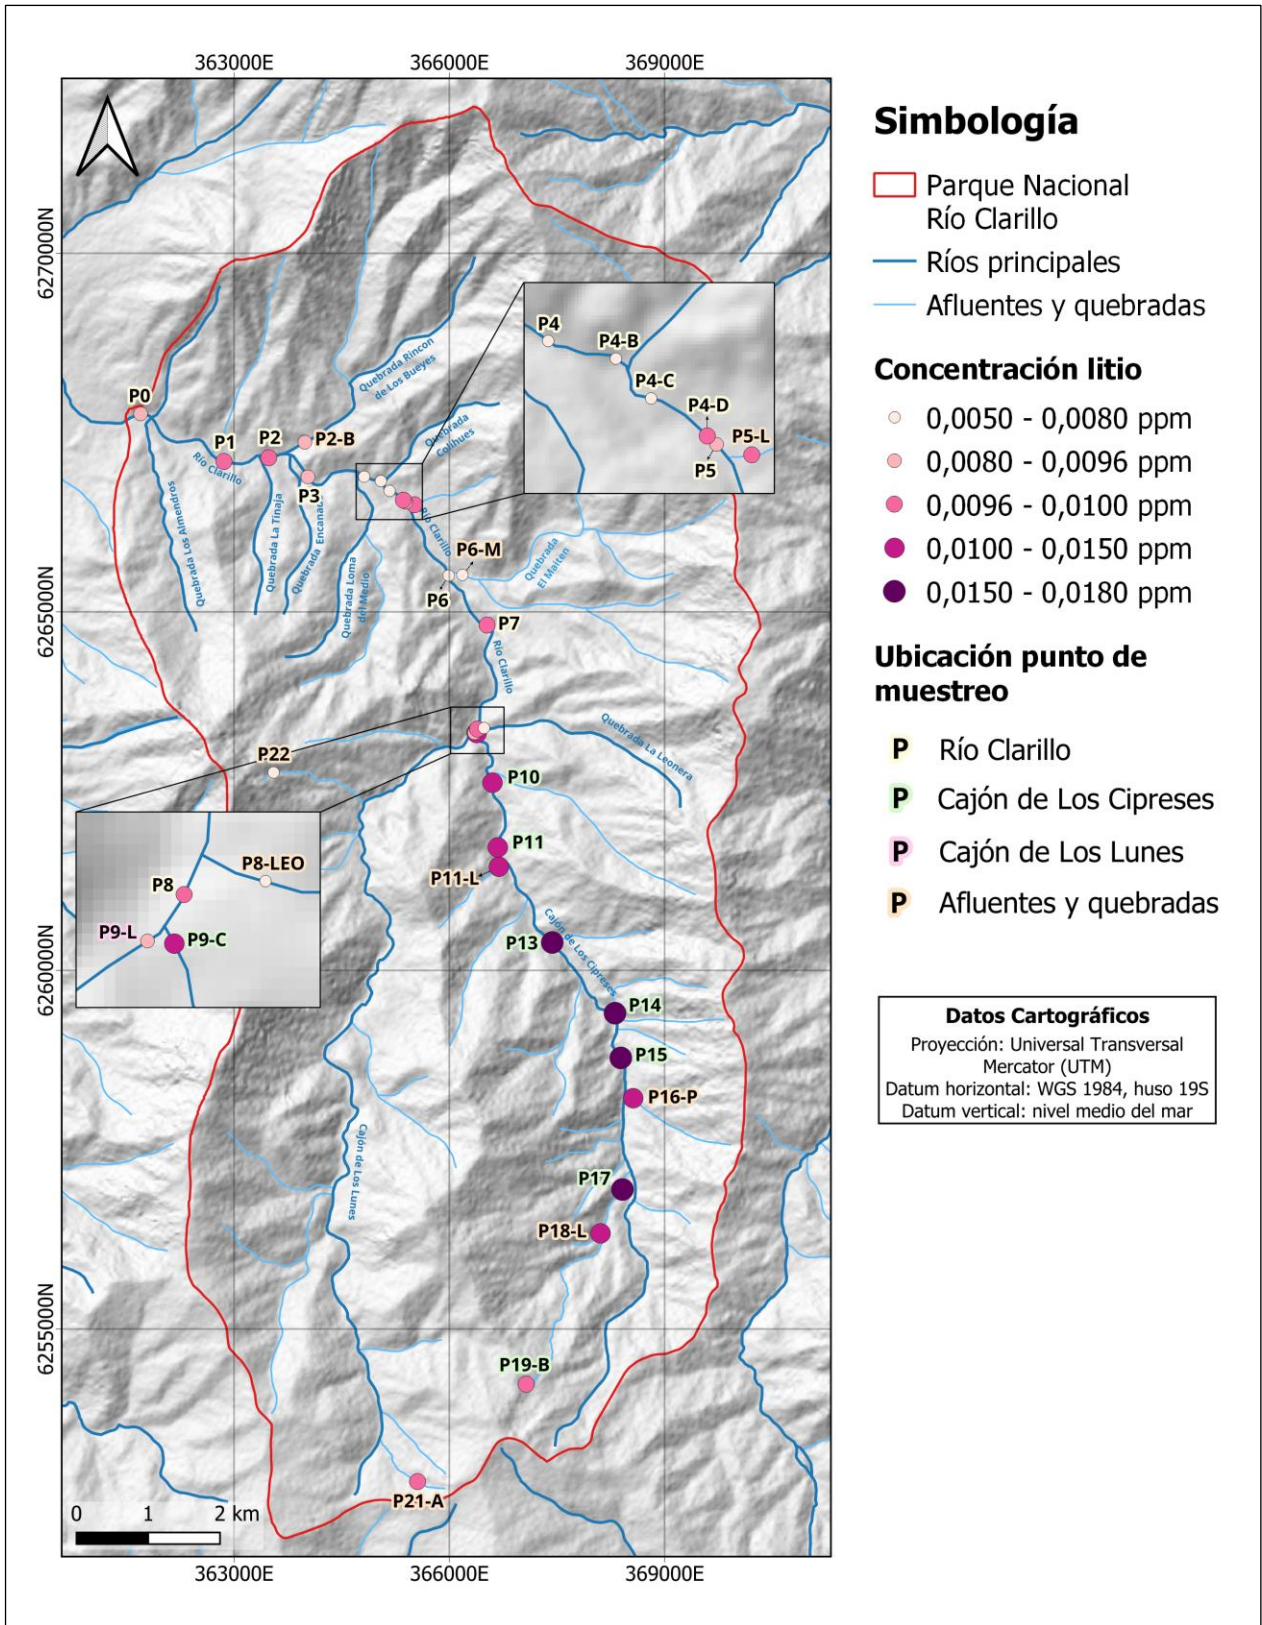 363000E
366000E
369000E
6270000N
6265000N
6260000N
6255000N
P0
P1
P2
P2-B
P3
Río Clarillo
Quebrada Los Almendros
Quebrada La Tinaja
Quebrada Encanad
Quebrada Loma
del Medio
Quebrada Rincon
de Los Bueyes
Quebrada
Colihues
P4
P4-B
P4-C
P4-D
P5
P5-L
Río Clarillo
P6-M
P6
Quebrada
El Maiten
P7
Río Clarillo
Quebrada La Leonera
P22
P10
P8-LEO
P8
P9-L
P9-C
P11
P11-L
Cajón de Los Cipreses
P13
P14
P15
P16-P
Cajón de Los Lunes
P17
P18-L
P19-B
P21-A
0 1 2 km
363000E
366000E
369000E
Simbología
Parque Nacional
Río Clarillo
Ríos principales
Afluentes y quebradas
Concentración litio
0,0050 - 0,0080 ppm
0,0080 - 0,0096 ppm
0,0096 - 0,0100 ppm
0,0100 - 0,0150 ppm
0,0150 - 0,0180 ppm
Ubicación punto de
muestreo
P Río Clarillo
P Cajón de Los Cipreses
P Cajón de Los Lunes
P Afluentes y quebradas
Datos Cartográficos
Proyección: Universal Transversal
Mercator (UTM)
Datum horizontal: WGS 1984, huso 19S
Datum vertical: nivel medio del mar